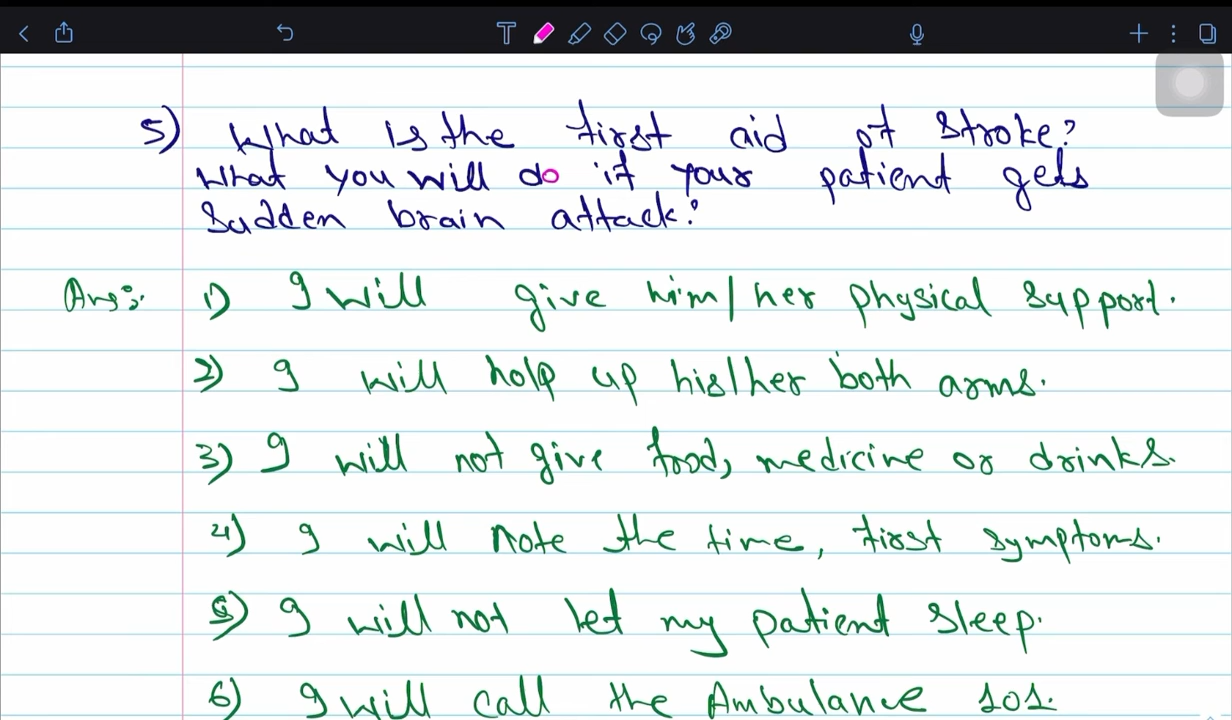 5) What is the first aid of stroke?
What you will do if your patient gets
sudden brain attack?
Ans: 1) I will give him/her physical support.
2) I will holp up his/her both arms.
3) I will not give food, medicine or drinks.
4) I will note the time, first symptoms.
5) I will not let my patient sleep.
6) I will call the Ambulance 101.